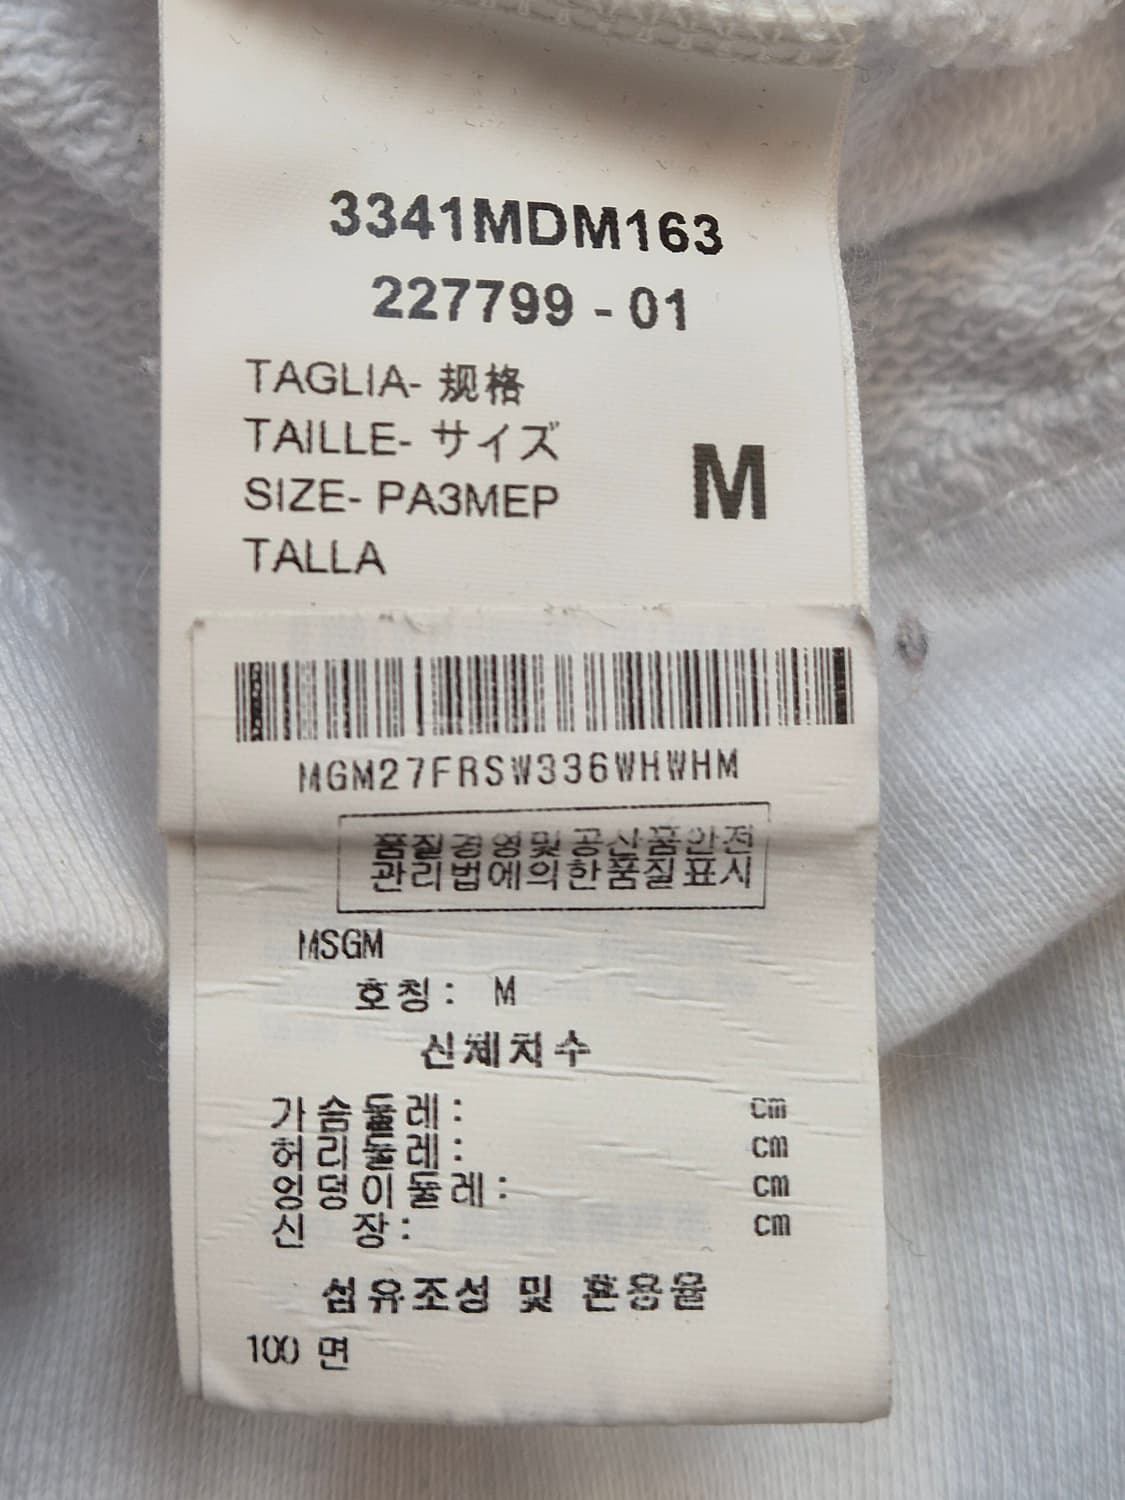 3341MDM163
227799 - 01
TAGLIA- 规格
TAILLE- サイズ
SIZE- РАЗМЕР
TALLA
M
MGM27FRSW336WHWHM
품질경영및공산품안전
관리법에의한품질표시
MSGM
호칭: M
신체치수
가슴둘레: cm
허리둘레: cm
엉덩이둘레: cm
신 장: cm
섬유조성 및 혼용율
100 면